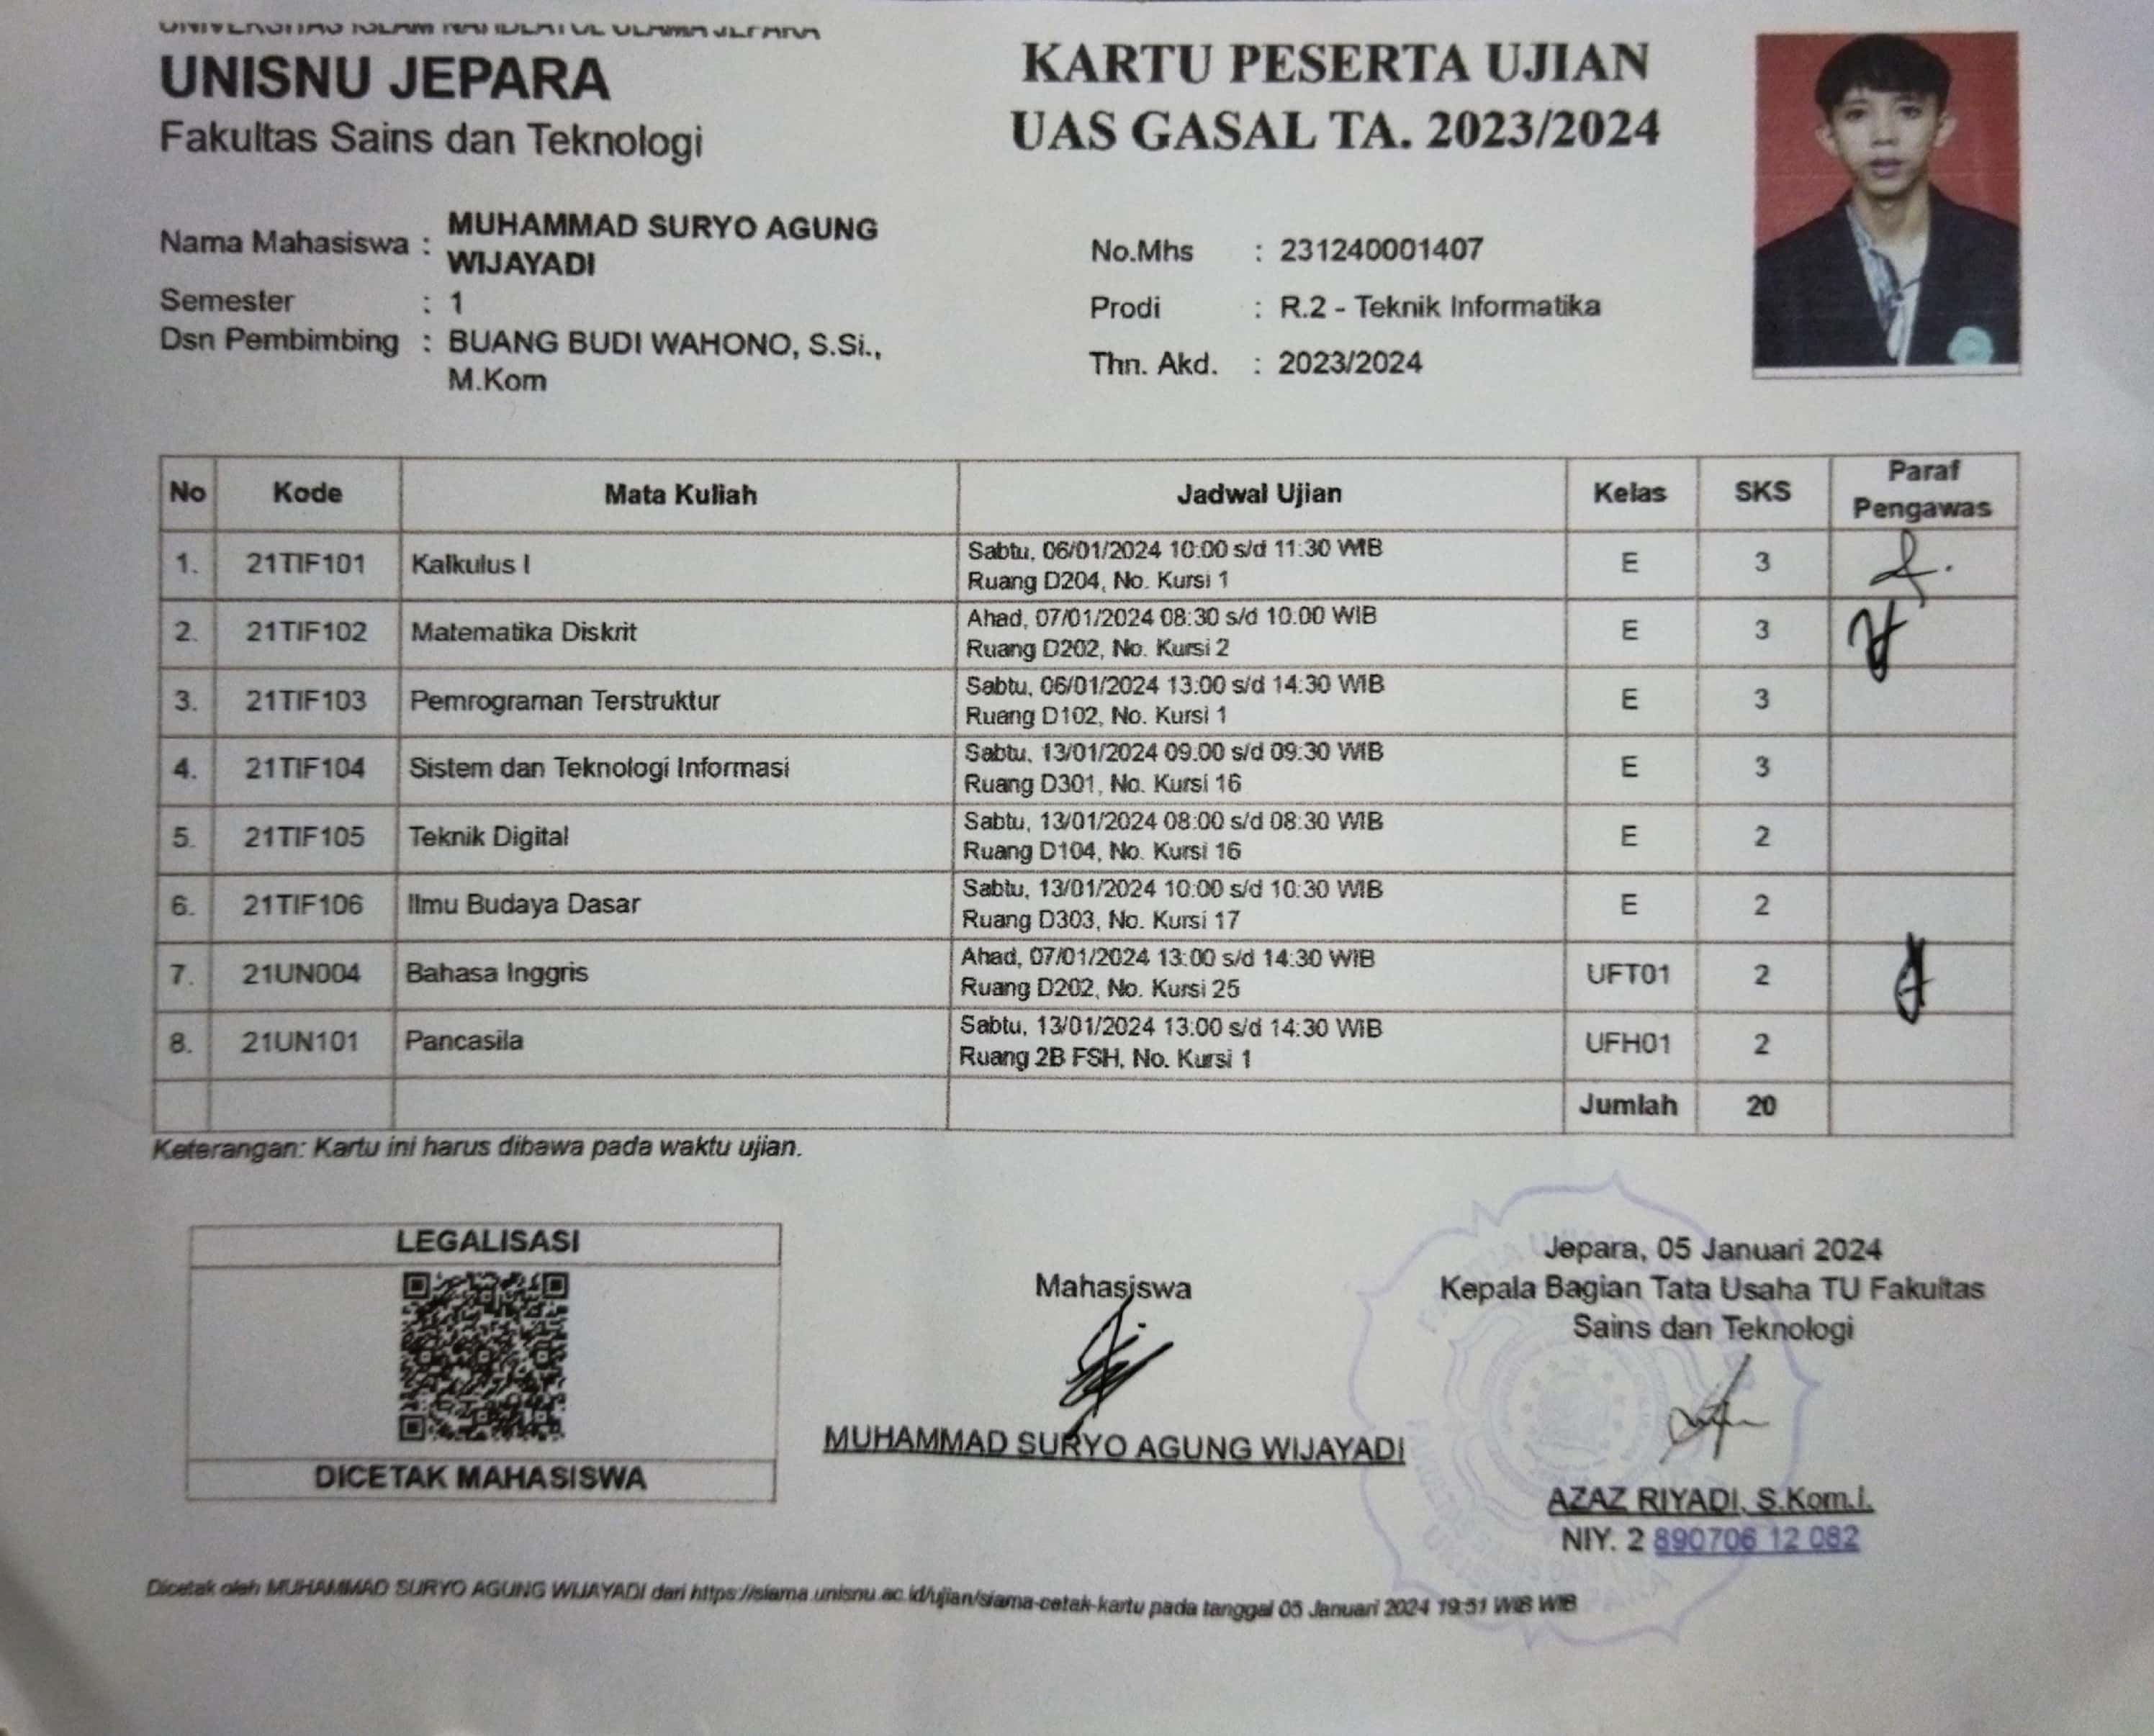 UNIVERSITAS ISLAM NAHDLATUL ULAMA JEPARA
UNISNU JEPARA
Fakultas Sains dan Teknologi
KARTU PESERTA UJIAN
UAS GASAL TA. 2023/2024
Nama Mahasiswa : MUHAMMAD SURYO AGUNG
WIJAYADI
Semester : 1
Dsn Pembimbing : BUANG BUDI WAHONO, S.Si.,
M.Kom
No.Mhs : 231240001407
Prodi : R.2 - Teknik Informatika
Thn. Akd. : 2023/2024
No Kode Mata Kuliah Jadwal Ujian Kelas SKS Paraf Pengawas
1. 21TIF101 Kalkulus I Sabtu, 06/01/2024 10:00 s/d 11:30 WIB E 3
Ruang D204, No. Kursi 1
2. 21TIF102 Matematika Diskrit Ahad, 07/01/2024 08:30 s/d 10:00 WIB E 3
Ruang D202, No. Kursi 2
3. 21TIF103 Pemrograman Terstruktur Sabtu, 06/01/2024 13:00 s/d 14:30 WIB E 3
Ruang D102, No. Kursi 1
4. 21TIF104 Sistem dan Teknologi Informasi Sabtu, 13/01/2024 09:00 s/d 09:30 WIB E 3
Ruang D301, No. Kursi 16
5. 21TIF105 Teknik Digital Sabtu, 13/01/2024 08:00 s/d 08:30 WIB E 2
Ruang D104, No. Kursi 16
6. 21TIF106 Ilmu Budaya Dasar Sabtu, 13/01/2024 10:00 s/d 10:30 WIB E 2
Ruang D303, No. Kursi 17
7. 21UN004 Bahasa Inggris Ahad, 07/01/2024 13:00 s/d 14:30 WIB UFT01 2
Ruang D202, No. Kursi 25
8. 21UN101 Pancasila Sabtu, 13/01/2024 13:00 s/d 14:30 WIB UFH01 2
Ruang 2B FSH, No. Kursi 1
Jumlah 20
Keterangan: Kartu ini harus dibawa pada waktu ujian.
LEGALISASI
DICETAK MAHASISWA
Mahasiswa
MUHAMMAD SURYO AGUNG WIJAYADI
Jepara, 05 Januari 2024
Kepala Bagian Tata Usaha TU Fakultas
Sains dan Teknologi
AZAZ RIYADI, S.Kom.I.
NIY. 2 890706 12 082
Dicetak oleh MUHAMMAD SURYO AGUNG WIJAYADI dari https://siama.unisnu.ac.id/ujian/siama-cetak-kartu pada tanggal 05 Januari 2024 19:51 WIB WIB